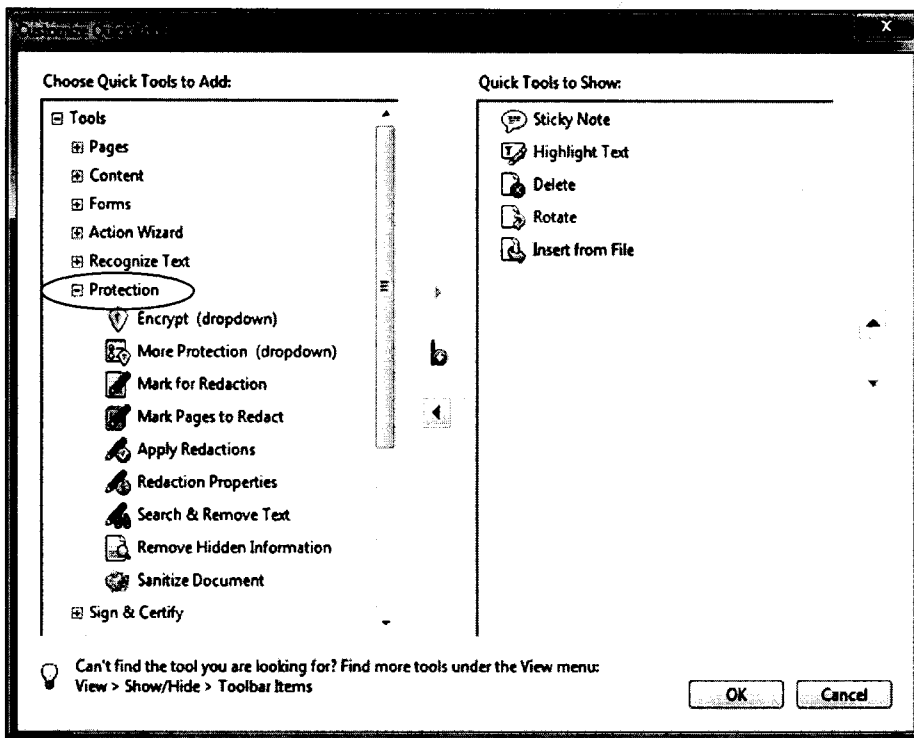 Customize Quick Tools
X
Choose Quick Tools to Add:
Tools
Pages
Content
Forms
Action Wizard
Recognize Text
Protection
Encrypt (dropdown)
More Protection (dropdown)
Mark for Redaction
Mark Pages to Redact
Apply Redactions
Redaction Properties
Search & Remove Text
Remove Hidden Information
Sanitize Document
Sign & Certify
Quick Tools to Show:
Sticky Note
Highlight Text
Delete
Rotate
Insert from File
Can't find the tool you are looking for? Find more tools under the View menu:
View > Show/Hide > Toolbar Items
OK
Cancel